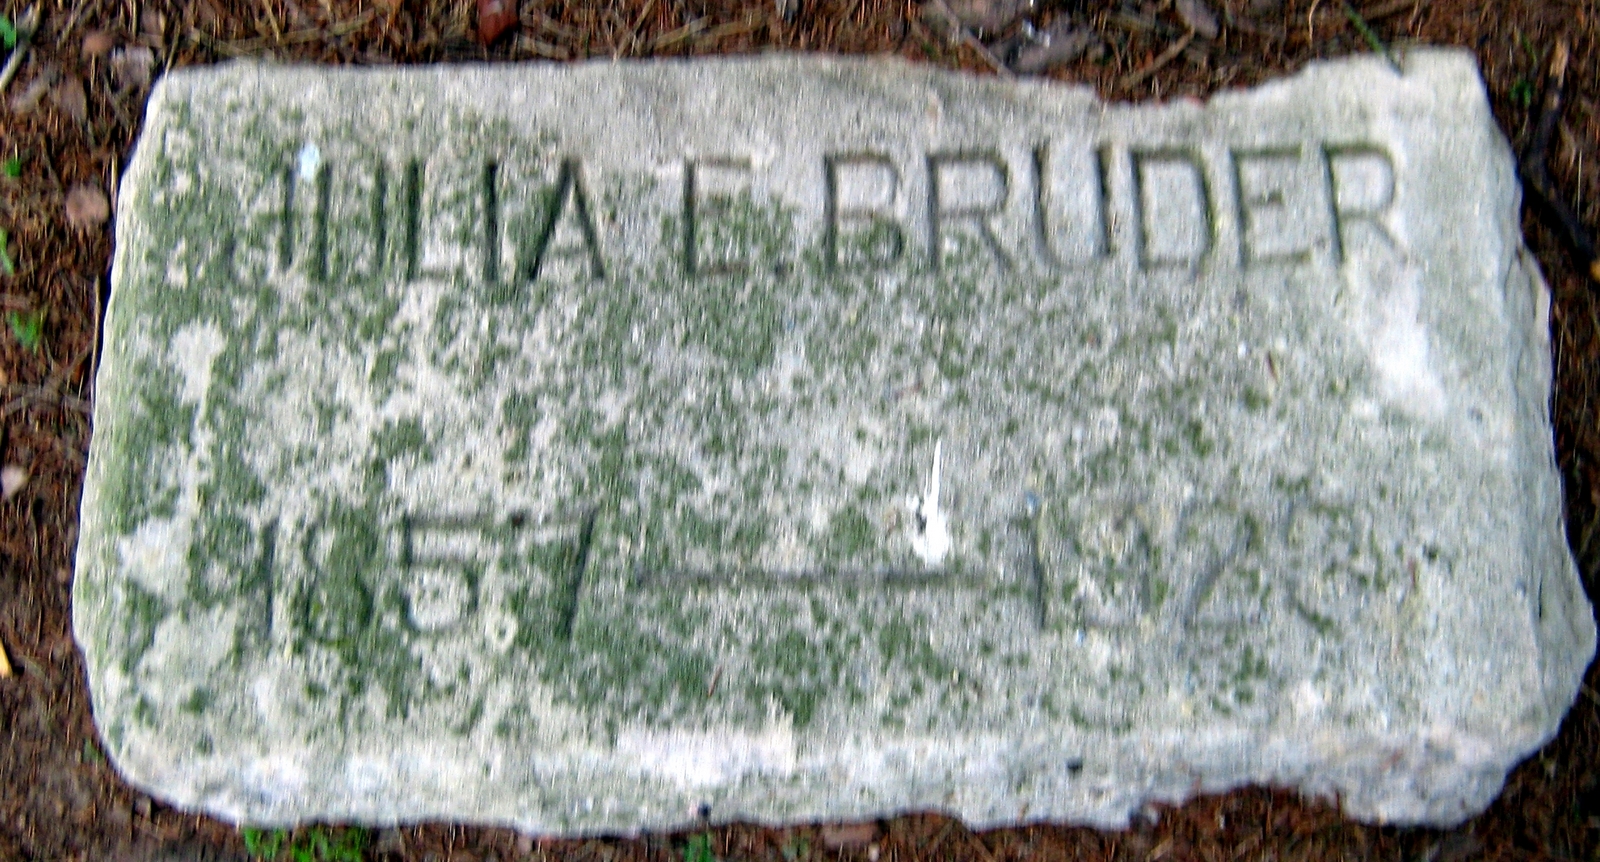 JULIA E. BRUDER
1857 —